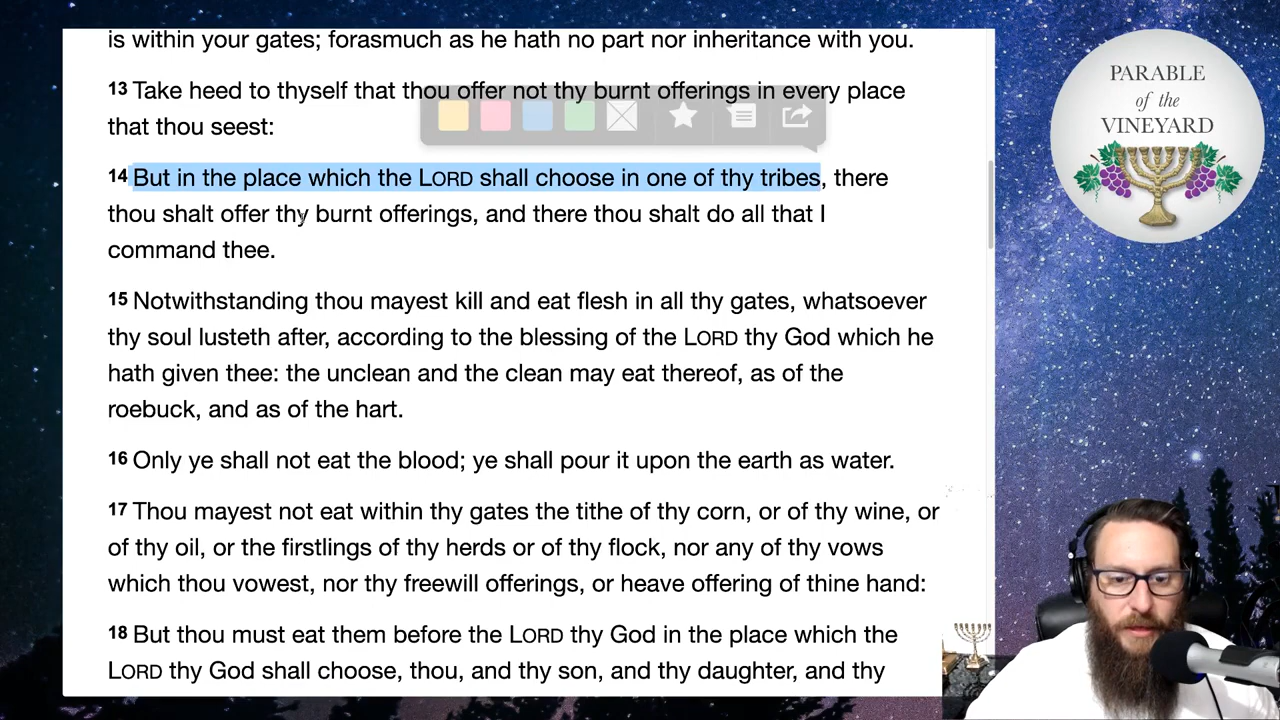 is within your gates; forasmuch as he hath no part nor inheritance with you.
13 Take heed to thyself that thou offer not thy burnt offerings in every place
that thou seest:
14 But in the place which the LORD shall choose in one of thy tribes, there
thou shalt offer thy burnt offerings, and there thou shalt do all that I
command thee.
15 Notwithstanding thou mayest kill and eat flesh in all thy gates, whatsoever
thy soul lusteth after, according to the blessing of the LORD thy God which he
hath given thee: the unclean and the clean may eat thereof, as of the
roebuck, and as of the hart.
16 Only ye shall not eat the blood; ye shall pour it upon the earth as water.
17 Thou mayest not eat within thy gates the tithe of thy corn, or of thy wine, or
of thy oil, or the firstlings of thy herds or of thy flock, nor any of thy vows
which thou vowest, nor thy freewill offerings, or heave offering of thine hand:
18 But thou must eat them before the LORD thy God in the place which the
LORD thy God shall choose, thou, and thy son, and thy daughter, and thy
PARABLE
of the
VINEYARD